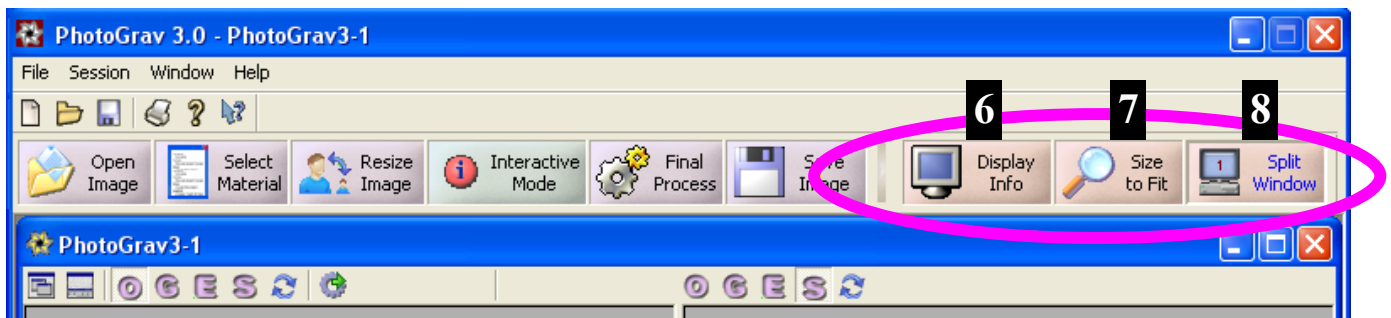 PhotoGrav 3.0 - PhotoGrav3-1
File Session Window Help
6 7 8
Open Image
Select Material
Resize Image
Interactive Mode
Final Process
Save Image
Display Info
Size to Fit
1
Split Window
PhotoGrav3-1
O G E S O G E S